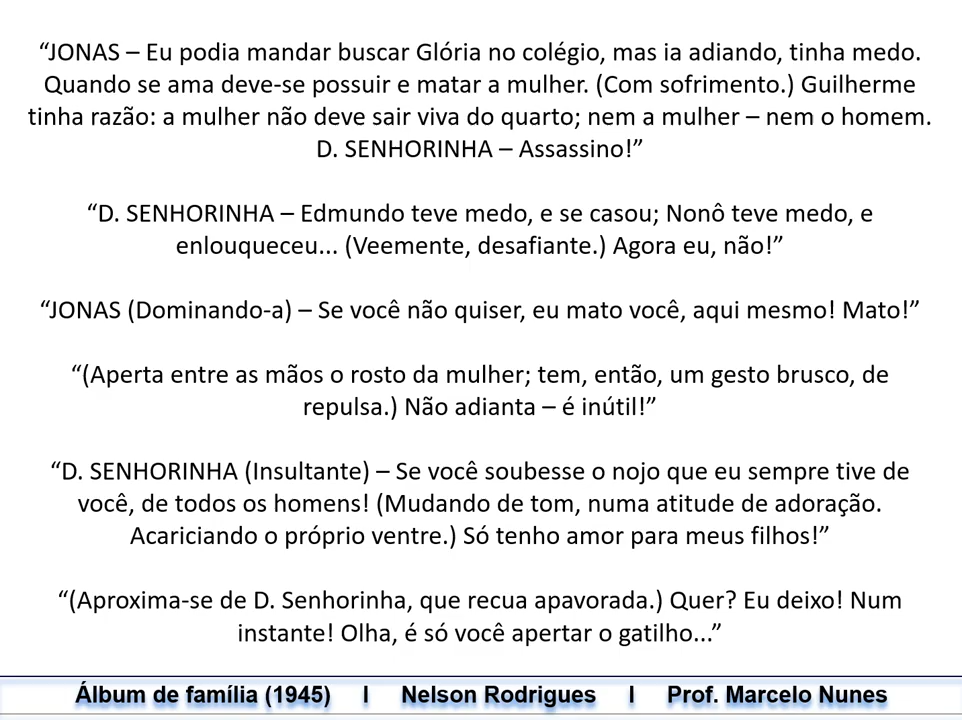 “JONAS – Eu podia mandar buscar Glória no colégio, mas ia adiando, tinha medo.
Quando se ama deve-se possuir e matar a mulher. (Com sofrimento.) Guilherme
tinha razão: a mulher não deve sair viva do quarto; nem a mulher – nem o homem.
D. SENHORINHA – Assassino!”
“D. SENHORINHA – Edmundo teve medo, e se casou; Nonô teve medo, e
enlouqueceu... (Veemente, desafiante.) Agora eu, não!”
“JONAS (Dominando-a) – Se você não quiser, eu mato você, aqui mesmo! Mato!”
“(Aperta entre as mãos o rosto da mulher; tem, então, um gesto brusco, de
repulsa.) Não adianta – é inútil!”
“D. SENHORINHA (Insultante) – Se você soubesse o nojo que eu sempre tive de
você, de todos os homens! (Mudando de tom, numa atitude de adoração.
Acariciando o próprio ventre.) Só tenho amor para meus filhos!”
“(Aproxima-se de D. Senhorinha, que recua apavorada.) Quer? Eu deixo! Num
instante! Olha, é só você apertar o gatilho...”
Álbum de família (1945) I Nelson Rodrigues I Prof. Marcelo Nunes